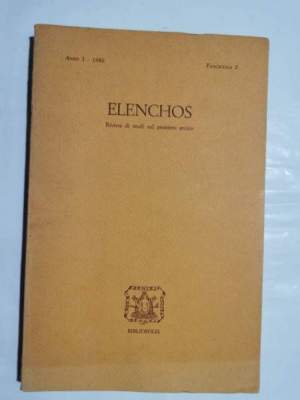 Anno I - 1980
Fascicolo 2
ELENCHOS
Rivista di studi sul pensiero antico
BIBLIOPOLIS